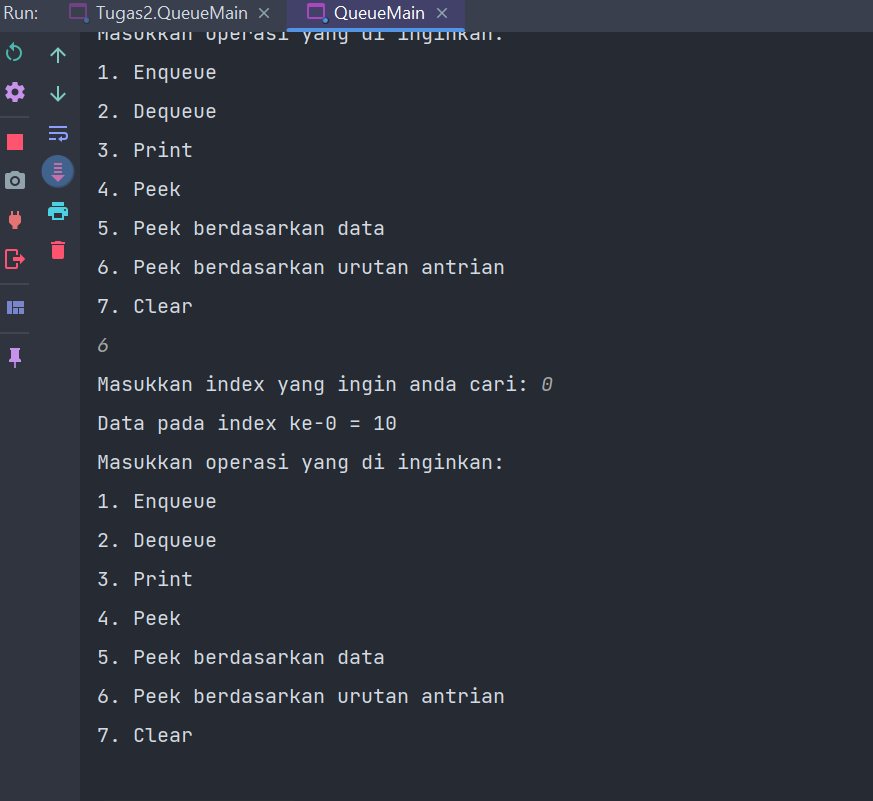 Run: Tugas2.QueueMain QueueMain
Masukkan operasi yang di inginkan:
1. Enqueue
2. Dequeue
3. Print
4. Peek
5. Peek berdasarkan data
6. Peek berdasarkan urutan antrian
7. Clear
6
Masukkan index yang ingin anda cari: 0
Data pada index ke-0 = 10
Masukkan operasi yang di inginkan:
1. Enqueue
2. Dequeue
3. Print
4. Peek
5. Peek berdasarkan data
6. Peek berdasarkan urutan antrian
7. Clear